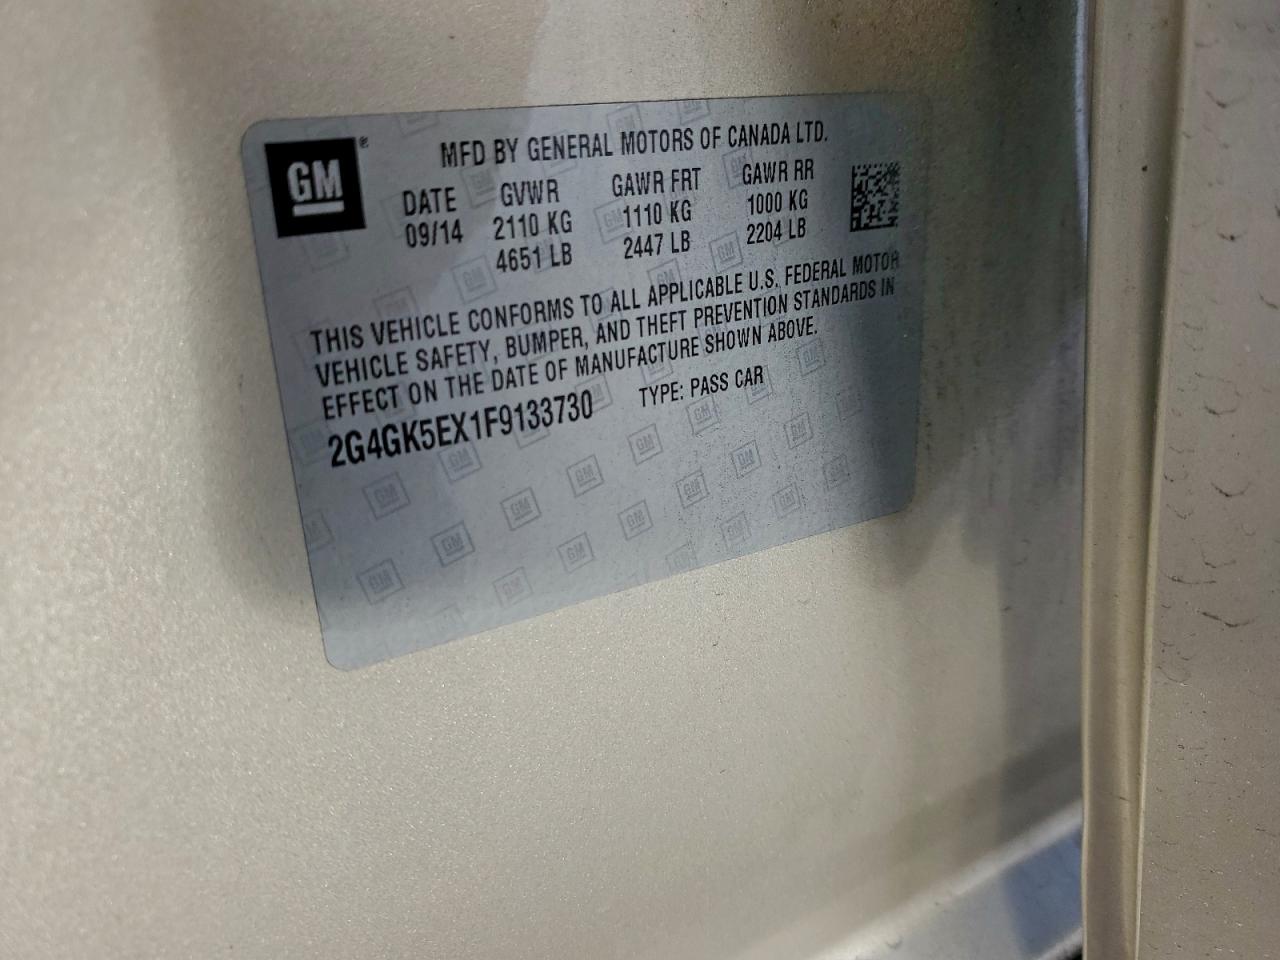 GM®
MFD BY GENERAL MOTORS OF CANADA LTD.
DATE GVWR GAWR FRT GAWR RR
09/14 2110 KG 1110 KG 1000 KG
4651 LB 2447 LB 2204 LB
THIS VEHICLE CONFORMS TO ALL APPLICABLE U.S. FEDERAL MOTOR
VEHICLE SAFETY, BUMPER, AND THEFT PREVENTION STANDARDS IN
EFFECT ON THE DATE OF MANUFACTURE SHOWN ABOVE.
2G4GK5EX1F9133730 TYPE: PASS CAR